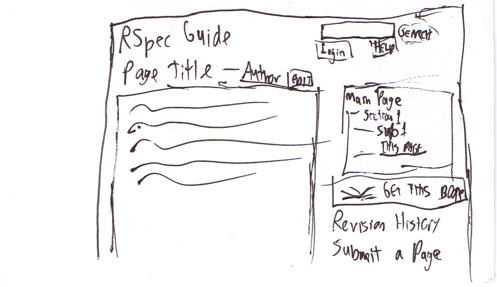 RSpec Guide
SEARCH
Login
HELP
Page Title — Author
EDIT
Main Page
— Section 1
— Sub 1
THIS PAGE
GET THIS BOOK
Revision History
Submit a Page